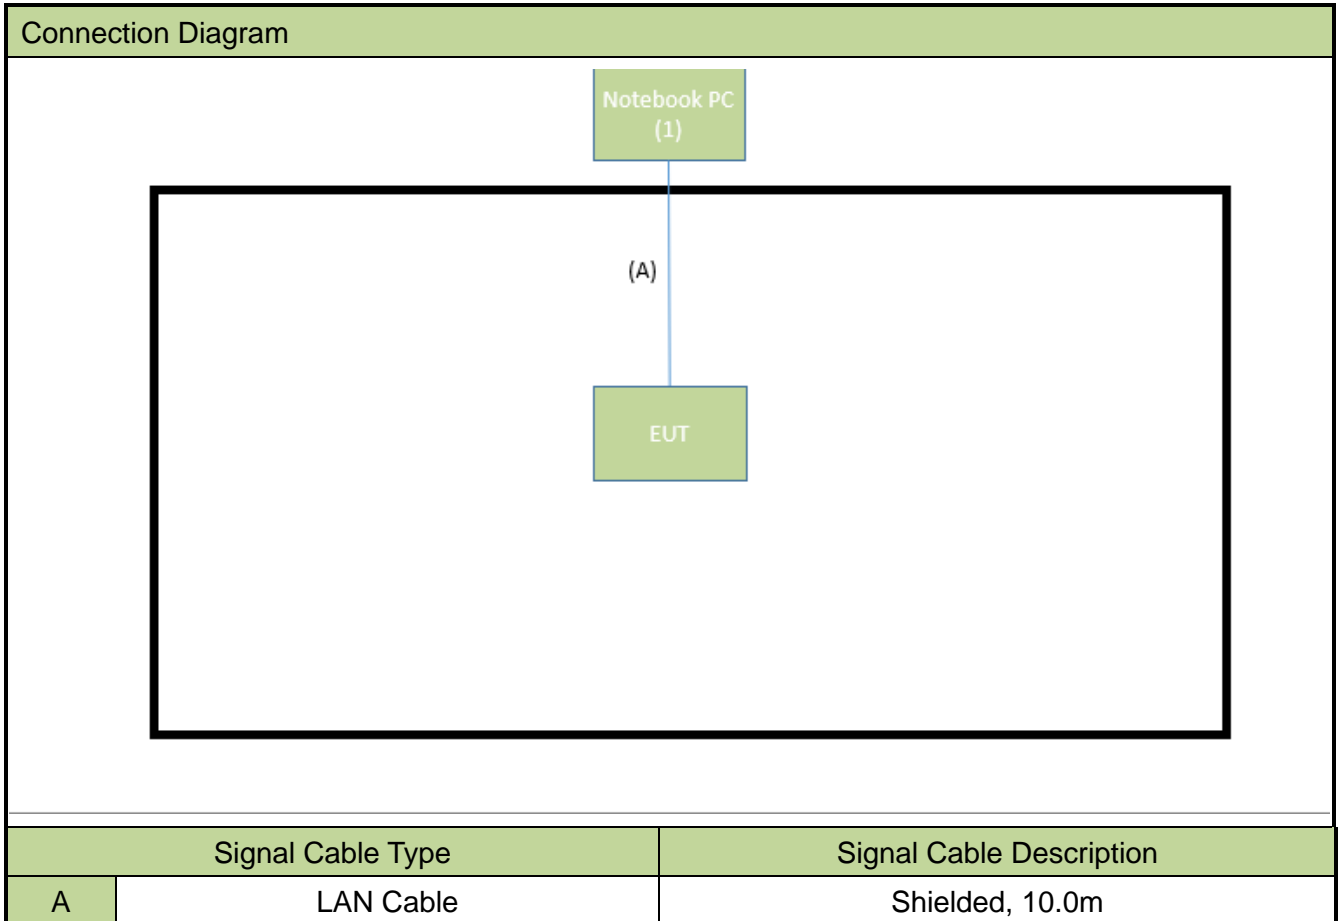 Connection Diagram
Notebook PC
(1)
(A)
EUT
Signal Cable Type Signal Cable Description
A LAN Cable Shielded, 10.0m